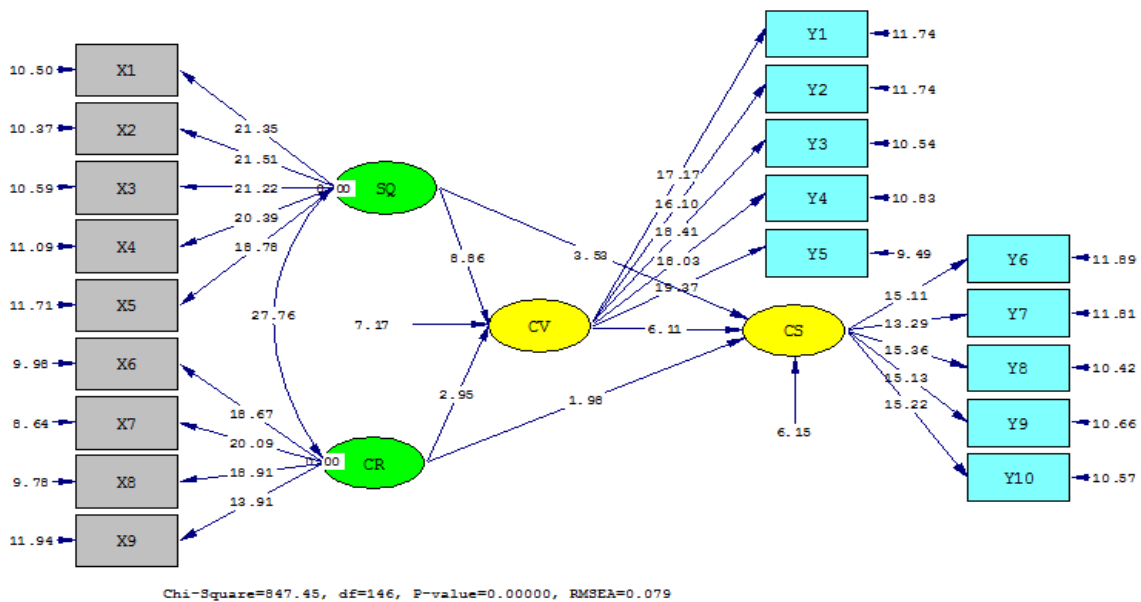 10.50 X1
10.37 X2
10.59 X3
11.09 X4
11.71 X5
9.98 X6
8.64 X7
9.78 X8
11.94 X9
21.35
21.51
21.22
20.39
18.78
27.76
18.67
20.09
18.91
13.91
0.00 SQ
0.00 CR
8.86
3.53
7.17
2.95
1.98
CV
6.11
CS
6.15
17.17
16.10
18.41
18.03
19.37
Y1 11.74
Y2 11.74
Y3 10.54
Y4 10.83
Y5 9.49
15.11
13.29
15.36
15.13
15.22
Y6 11.89
Y7 11.81
Y8 10.42
Y9 10.66
Y10 10.57
Chi-Square=847.45, df=146, P-value=0.00000, RMSEA=0.079